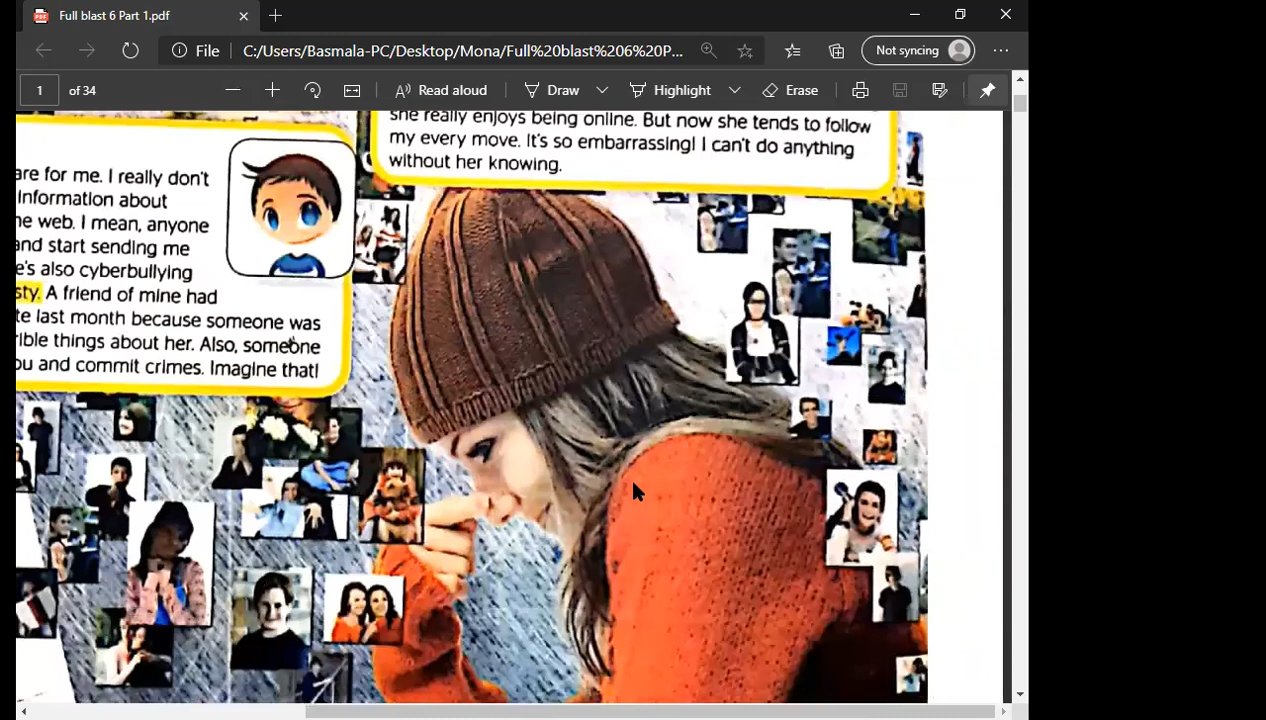 Full blast 6 Part 1.pdf
File
C:/Users/Basmala-PC/Desktop/Mona/Full%20blast%206%20P...
Not syncing
1 of 34
Read aloud
Draw
Highlight
Erase
she really enjoys being online. But now she tends to follow
my every move. It's so embarrassing! I can't do anything
without her knowing.
are for me. I really don't
information about
e web. I mean, anyone
and start sending me
e's also cyberbullying
sty. A friend of mine had
te last month because someone was
rible things about her. Also, someone
ou and commit crimes. Imagine that!